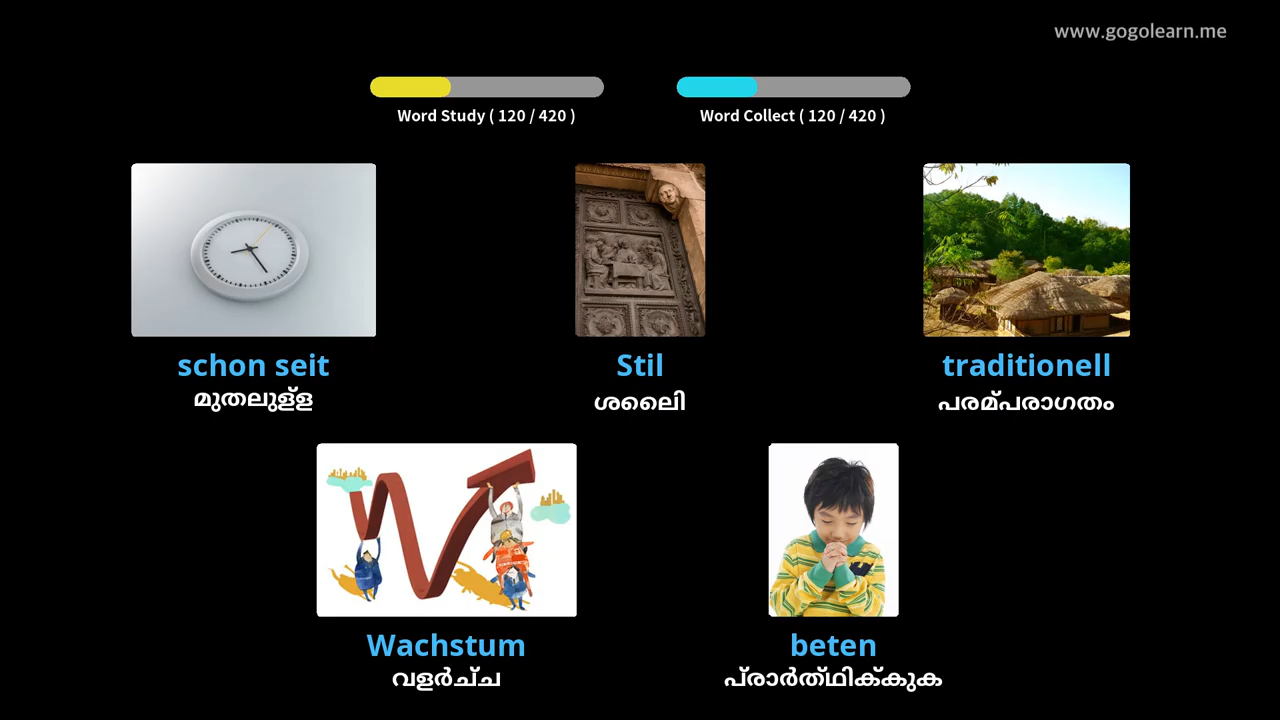 www.gogolearn.me
Word Study ( 120 / 420 )
Word Collect ( 120 / 420 )
schon seit
മുതലുള്ള
Stil
ശൈലി
traditionell
പരമ്പരാഗതം
Wachstum
വളർച്ച
beten
പ്രാർത്ഥിക്കുക